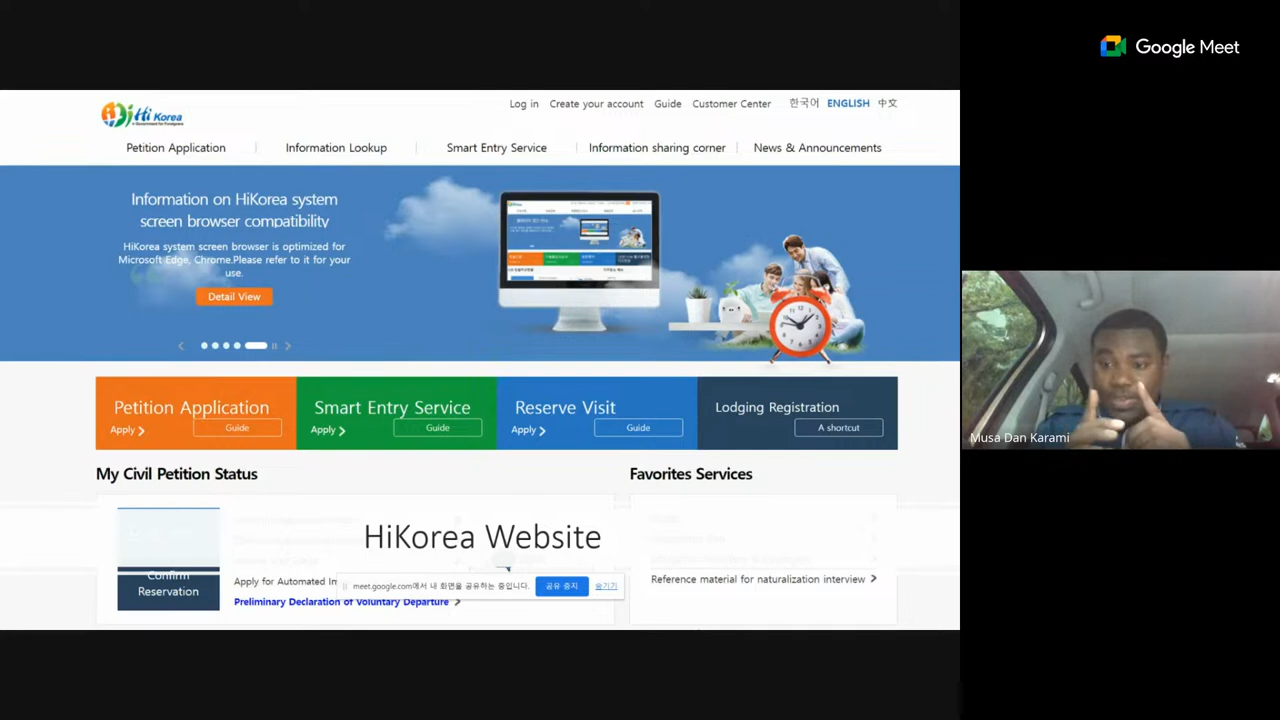 Google Meet
Hi Korea
Log in Create your account Guide Customer Center 한국어 ENGLISH 中文
Petition Application Information Lookup Smart Entry Service Information sharing corner News & Announcements
Information on HiKorea system
screen browser compatibility
HiKorea system screen browser is optimized for
Microsoft Edge, Chrome.Please refer to it for your
use.
Detail View
Petition Application
Apply
Guide
Smart Entry Service
Apply
Guide
Reserve Visit
Apply
Guide
Lodging Registration
A shortcut
My Civil Petition Status
Favorites Services
HiKorea Website
Confirm
Reservation
Apply for Automated Im
meet.google.com에서 내 화면을 공유하는 중입니다. 공유 중지 숨기기
Preliminary Declaration of Voluntary Departure
Reference material for naturalization interview
Musa Dan Karami